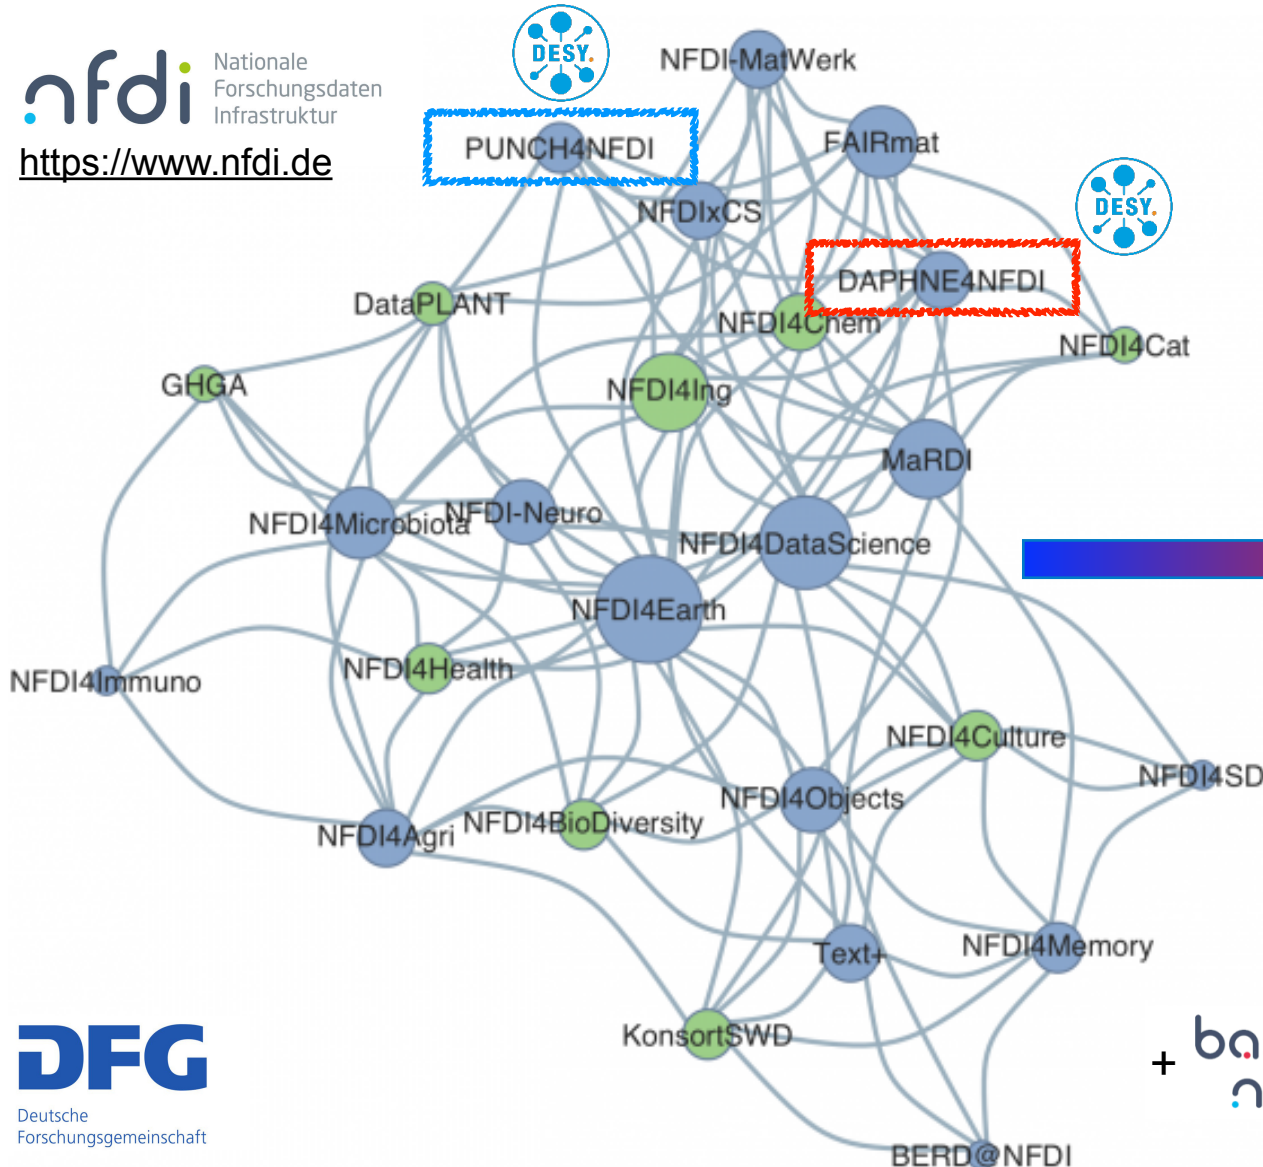 nfdi
Nationale
Forschungsdaten
Infrastruktur
https://www.nfdi.de
DESY.
NFDI-MatWerk
PUNCH4NFDI
FAIRmat
NFDIxCS
DESY.
DAPHNE4NFDI
DataPLANT
NFDI4Chem
NFDI4Cat
GHGA
NFDI4Ing
MaRDI
NFDI4Microbiota
NFDI-Neuro
NFDI4DataScience
NFDI4Earth
NFDI4Health
NFDI4Immuno
NFDI4Culture
NFDI4SD
NFDI4Objects
NFDI4Agri
NFDI4BioDiversity
Text+
NFDI4Memory
KonsortSWD
BERD@NFDI
DFG
Deutsche
Forschungsgemeinschaft
+ ba
n